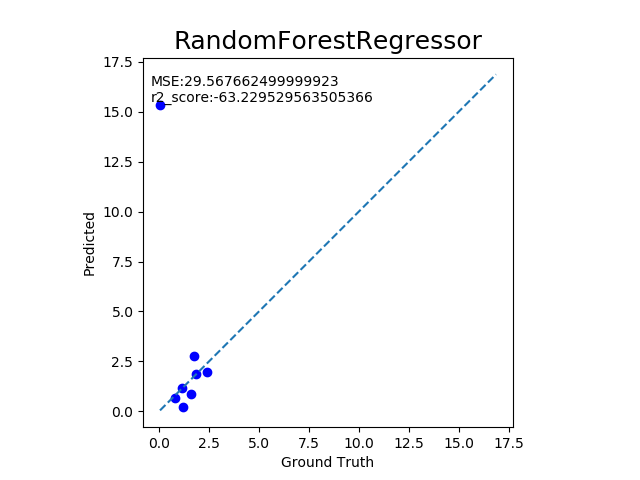 RandomForestRegressor
17.5
MSE:29.567662499999923
r2_score:-63.229529563505366
15.0
12.5
10.0
7.5
5.0
2.5
0.0
Predicted
0.0 2.5 5.0 7.5 10.0 12.5 15.0 17.5
Ground Truth